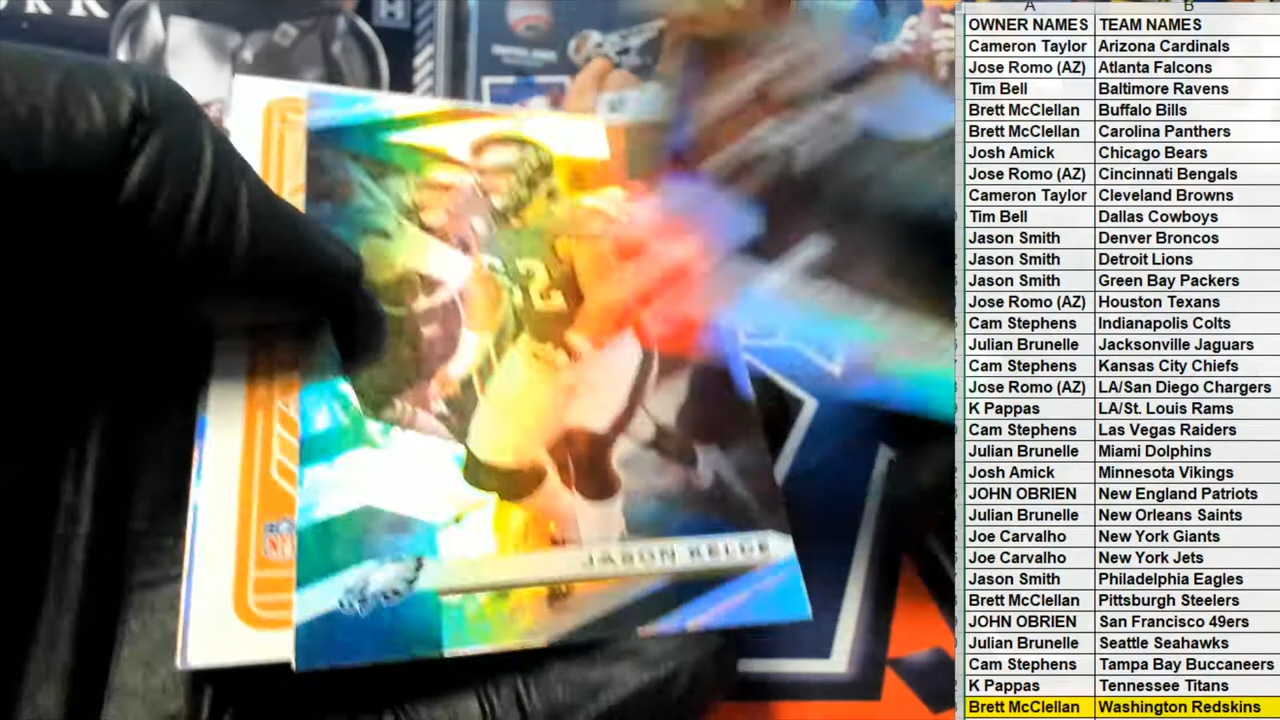 62
JASON KELCE
A B
OWNER NAMES TEAM NAMES
Cameron Taylor Arizona Cardinals
Jose Romo (AZ) Atlanta Falcons
Tim Bell Baltimore Ravens
Brett McClellan Buffalo Bills
Brett McClellan Carolina Panthers
Josh Amick Chicago Bears
Jose Romo (AZ) Cincinnati Bengals
Cameron Taylor Cleveland Browns
Tim Bell Dallas Cowboys
Jason Smith Denver Broncos
Jason Smith Detroit Lions
Jason Smith Green Bay Packers
Jose Romo (AZ) Houston Texans
Cam Stephens Indianapolis Colts
Julian Brunelle Jacksonville Jaguars
Cam Stephens Kansas City Chiefs
Jose Romo (AZ) LA/San Diego Chargers
K Pappas LA/St. Louis Rams
Cam Stephens Las Vegas Raiders
Julian Brunelle Miami Dolphins
Josh Amick Minnesota Vikings
JOHN OBRIEN New England Patriots
Julian Brunelle New Orleans Saints
Joe Carvalho New York Giants
Joe Carvalho New York Jets
Jason Smith Philadelphia Eagles
Brett McClellan Pittsburgh Steelers
JOHN OBRIEN San Francisco 49ers
Julian Brunelle Seattle Seahawks
Cam Stephens Tampa Bay Buccaneers
K Pappas Tennessee Titans
Brett McClellan Washington Redskins